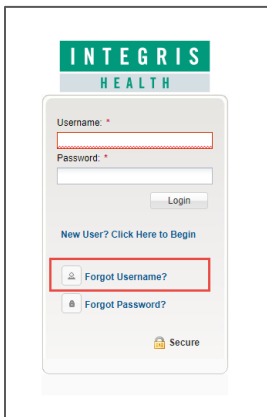 INTEGRIS
HEALTH
Username: *
Password: *
Login
New User? Click Here to Begin
Forgot Username?
Forgot Password?
Secure